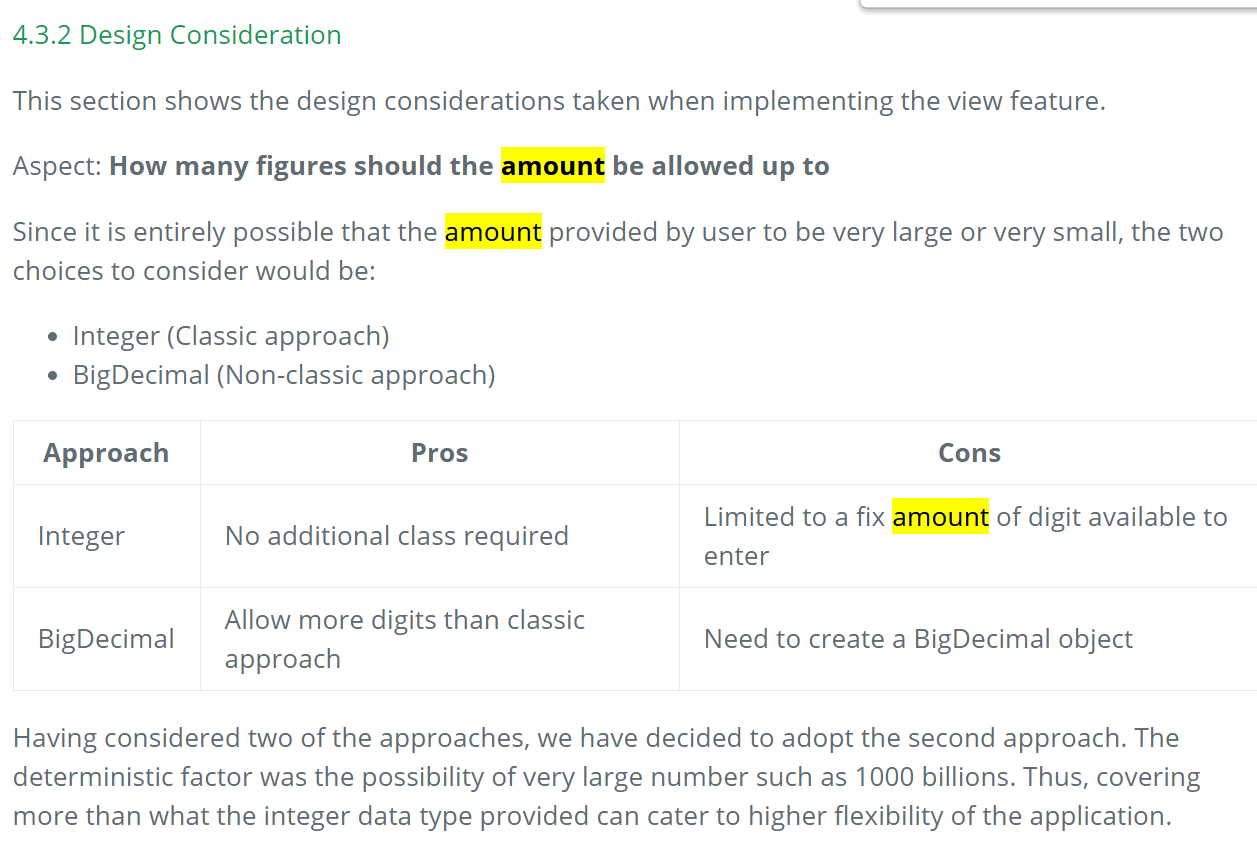 4.3.2 Design Consideration
This section shows the design considerations taken when implementing the view feature.
Aspect: How many figures should the amount be allowed up to
Since it is entirely possible that the amount provided by user to be very large or very small, the two
choices to consider would be:
• Integer (Classic approach)
• BigDecimal (Non-classic approach)
Approach Pros Cons
Integer No additional class required Limited to a fix amount of digit available to
enter
BigDecimal Allow more digits than classic
approach Need to create a BigDecimal object
Having considered two of the approaches, we have decided to adopt the second approach. The
deterministic factor was the possibility of very large number such as 1000 billions. Thus, covering
more than what the integer data type provided can cater to higher flexibility of the application.